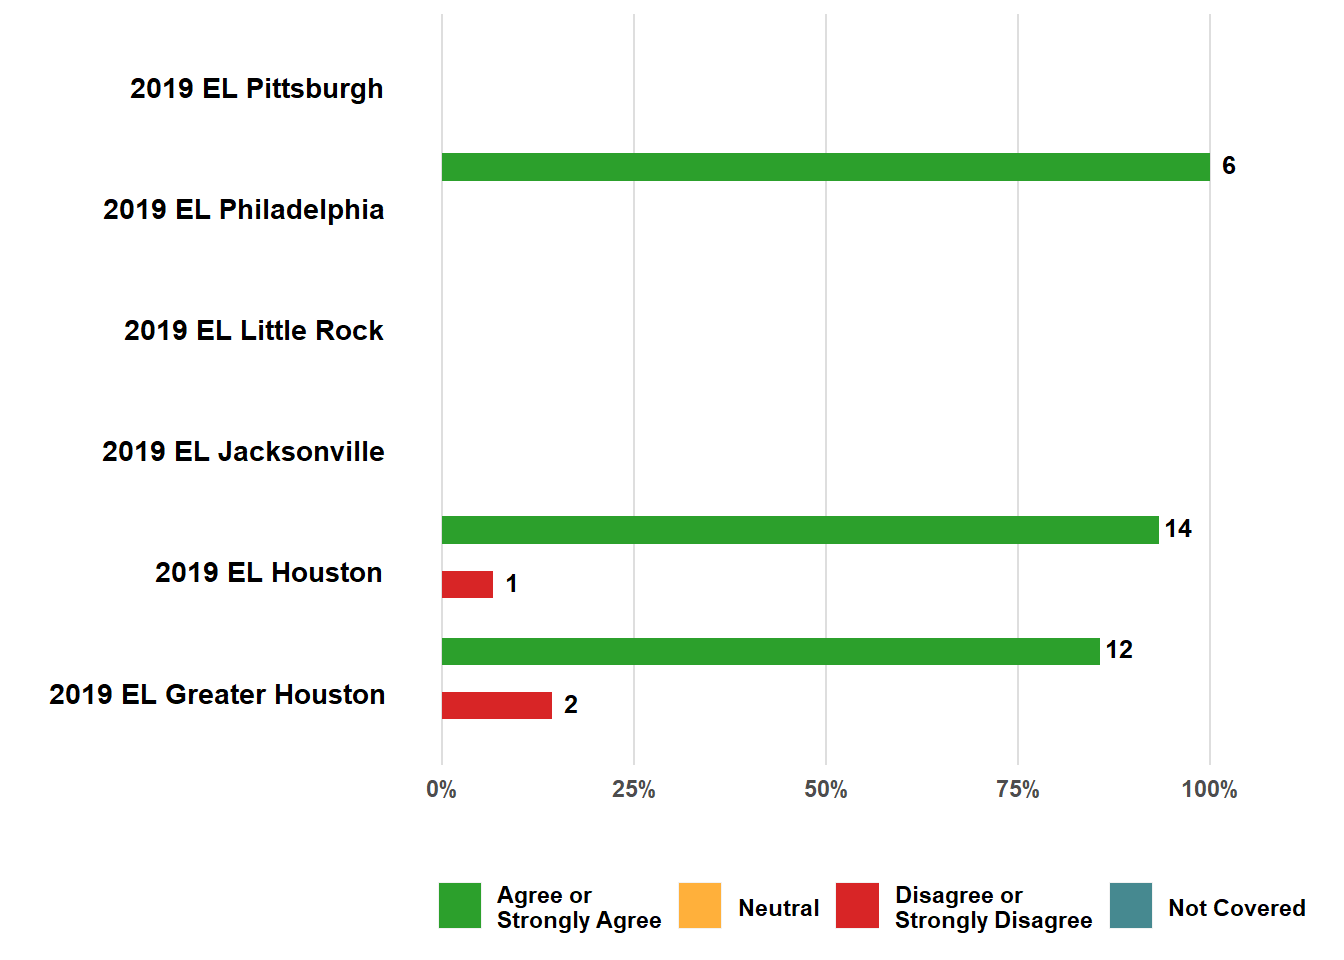 2019 EL Pittsburgh
6
2019 EL Philadelphia
2019 EL Little Rock
2019 EL Jacksonville
14
2019 EL Houston
1
12
2019 EL Greater Houston
2
0%
25%
50%
75%
100%
Agree or
Strongly Agree
Neutral
Disagree or
Strongly Disagree
Not Covered